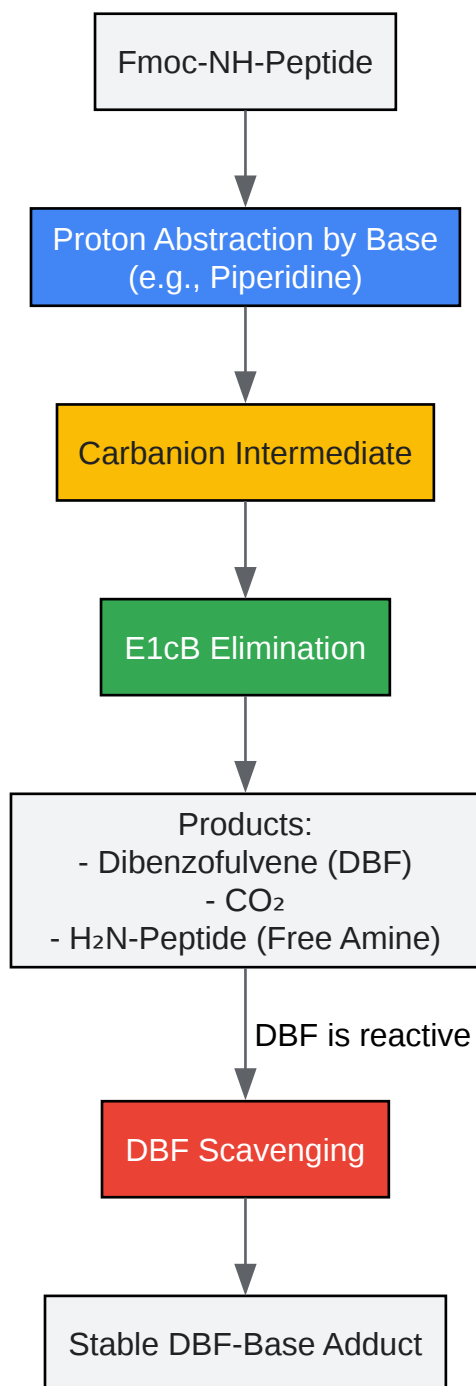 Fmoc-NH-Peptide
Proton Abstraction by Base
(e.g., Piperidine)
Carbanion Intermediate
E1cB Elimination
Products:
- Dibenzofulvene (DBF)
- CO₂
- H₂N-Peptide (Free Amine)
DBF is reactive
DBF Scavenging
Stable DBF-Base Adduct